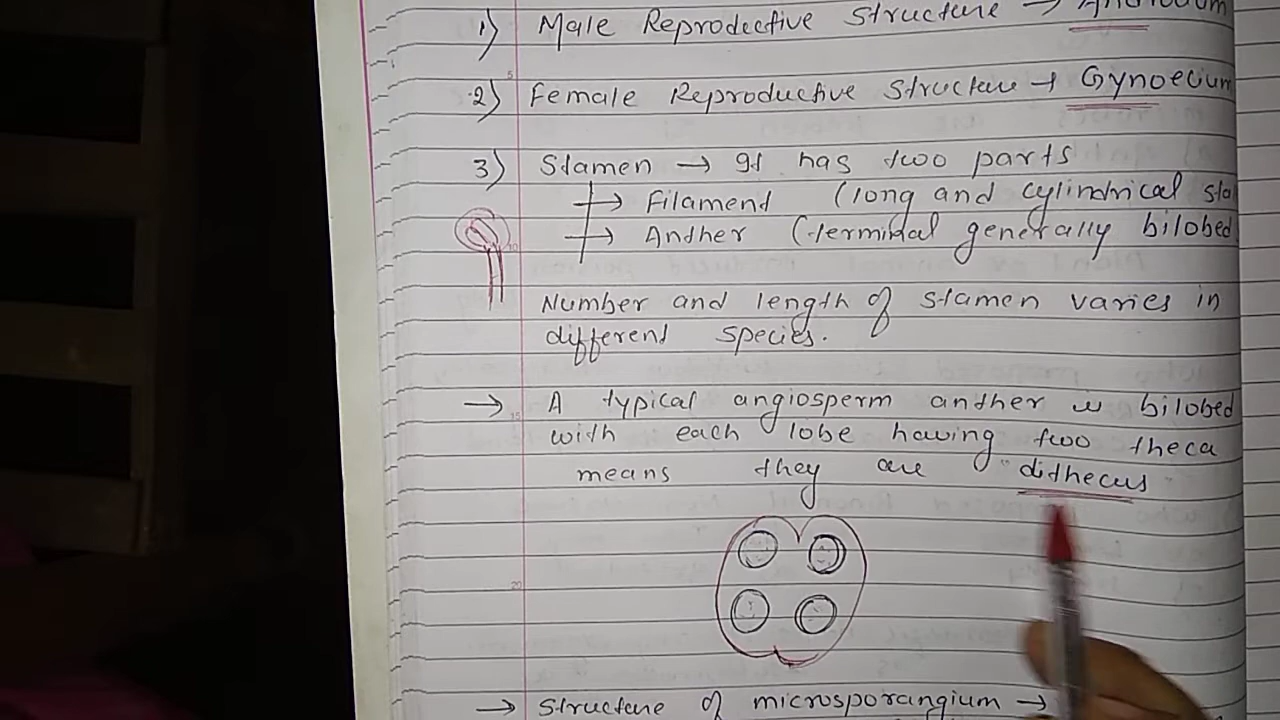 1) Male Reproductive Structure →
2) Female Reproductive Structure → Gynoecium
3) Stamen → It has two parts
→ Filament (long and cylindrical
→ Anther (terminal generally bilobed
Number and length of stamen varies in
different species.
→ A typical angiosperm anther is bilobed
with each lobe having two theca
means they are "dithecus"
→ Structure of microsporangium →